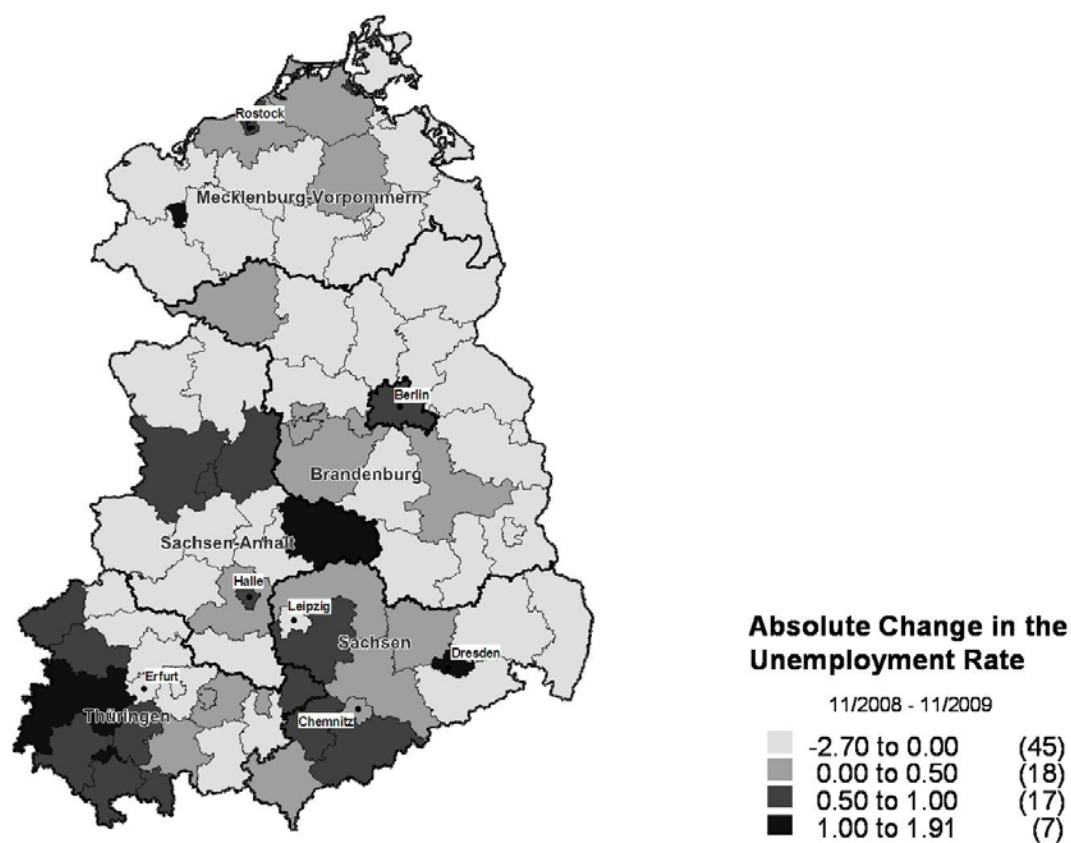 Rostock
Mecklenburg-Vorpommern
Berlin
Brandenburg
Sachsen-Anhalt
Halle
Leipzig
Sachsen
Dresden
Erfurt
Thüringen
Chemnitz
Absolute Change in the
Unemployment Rate
11/2008 - 11/2009
-2.70 to 0.00 (45)
0.00 to 0.50 (18)
0.50 to 1.00 (17)
1.00 to 1.91 (7)